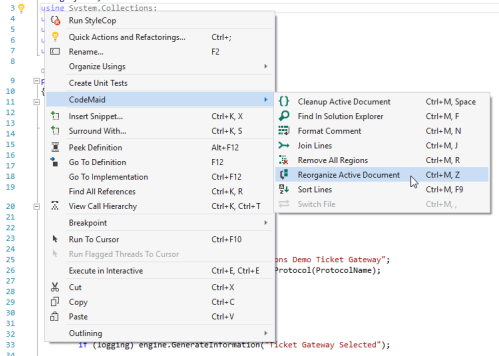 3
using System.Collections;
4
5
6
7
8
9
10
{
11
12
13
14
15
16
17
18
19
20
21
22
23
24
25
ons Demo Ticket Gateway";
26
Protocol(ProtocolName);
27
28
29
30
31
32
33
if (logging) engine.GenerateInformation("Ticket Gateway Selected");
Run StyleCop
Quick Actions and Refactorings... Ctrl+;
Rename... F2
Organize Usings
Create Unit Tests
CodeMaid
Insert Snippet... Ctrl+K, X
Surround With... Ctrl+K, S
Peek Definition Alt+F12
Go To Definition F12
Go To Implementation Ctrl+F12
Find All References Ctrl+K, R
View Call Hierarchy Ctrl+K, Ctrl+T
Breakpoint
Run To Cursor Ctrl+F10
Run Flagged Threads To Cursor
Execute in Interactive Ctrl+E, Ctrl+E
Cut Ctrl+X
Copy Ctrl+C
Paste Ctrl+V
Outlining
Cleanup Active Document Ctrl+M, Space
Find In Solution Explorer Ctrl+M, F
Format Comment Ctrl+M, N
Join Lines Ctrl+M, J
Remove All Regions Ctrl+M, R
Reorganize Active Document Ctrl+M, Z
Sort Lines Ctrl+M, F9
Switch File Ctrl+M, ,